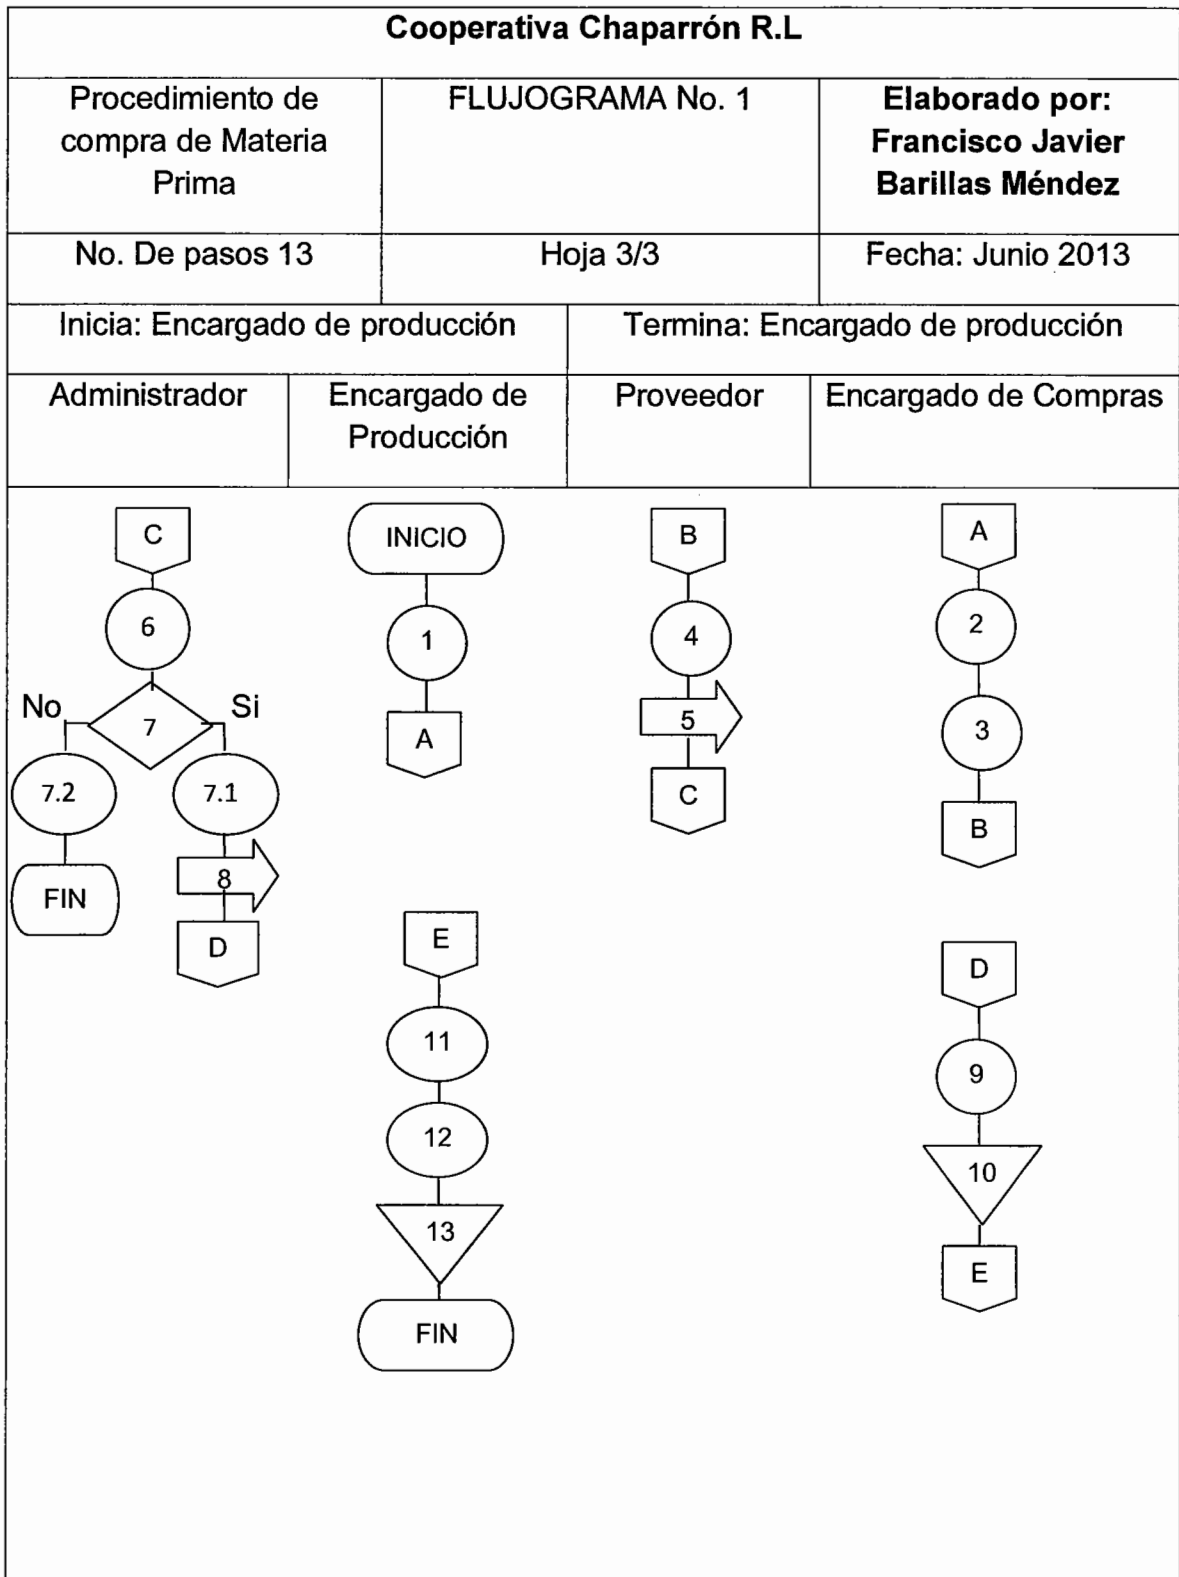 Cooperativa Chaparrón R.L
Procedimiento de
compra de Materia
Prima
FLUJOGRAMA No. 1
Elaborado por:
Francisco Javier
Barillas Méndez
No. De pasos 13
Hoja 3/3
Fecha: Junio 2013
Inicia: Encargado de producción
Termina: Encargado de producción
Administrador
Encargado de
Producción
Proveedor
Encargado de Compras
C
6
No
7
Si
7.2
7.1
FIN
8
D
INICIO
1
A
E
11
12
13
FIN
B
4
5
C
A
2
3
B
D
9
10
E